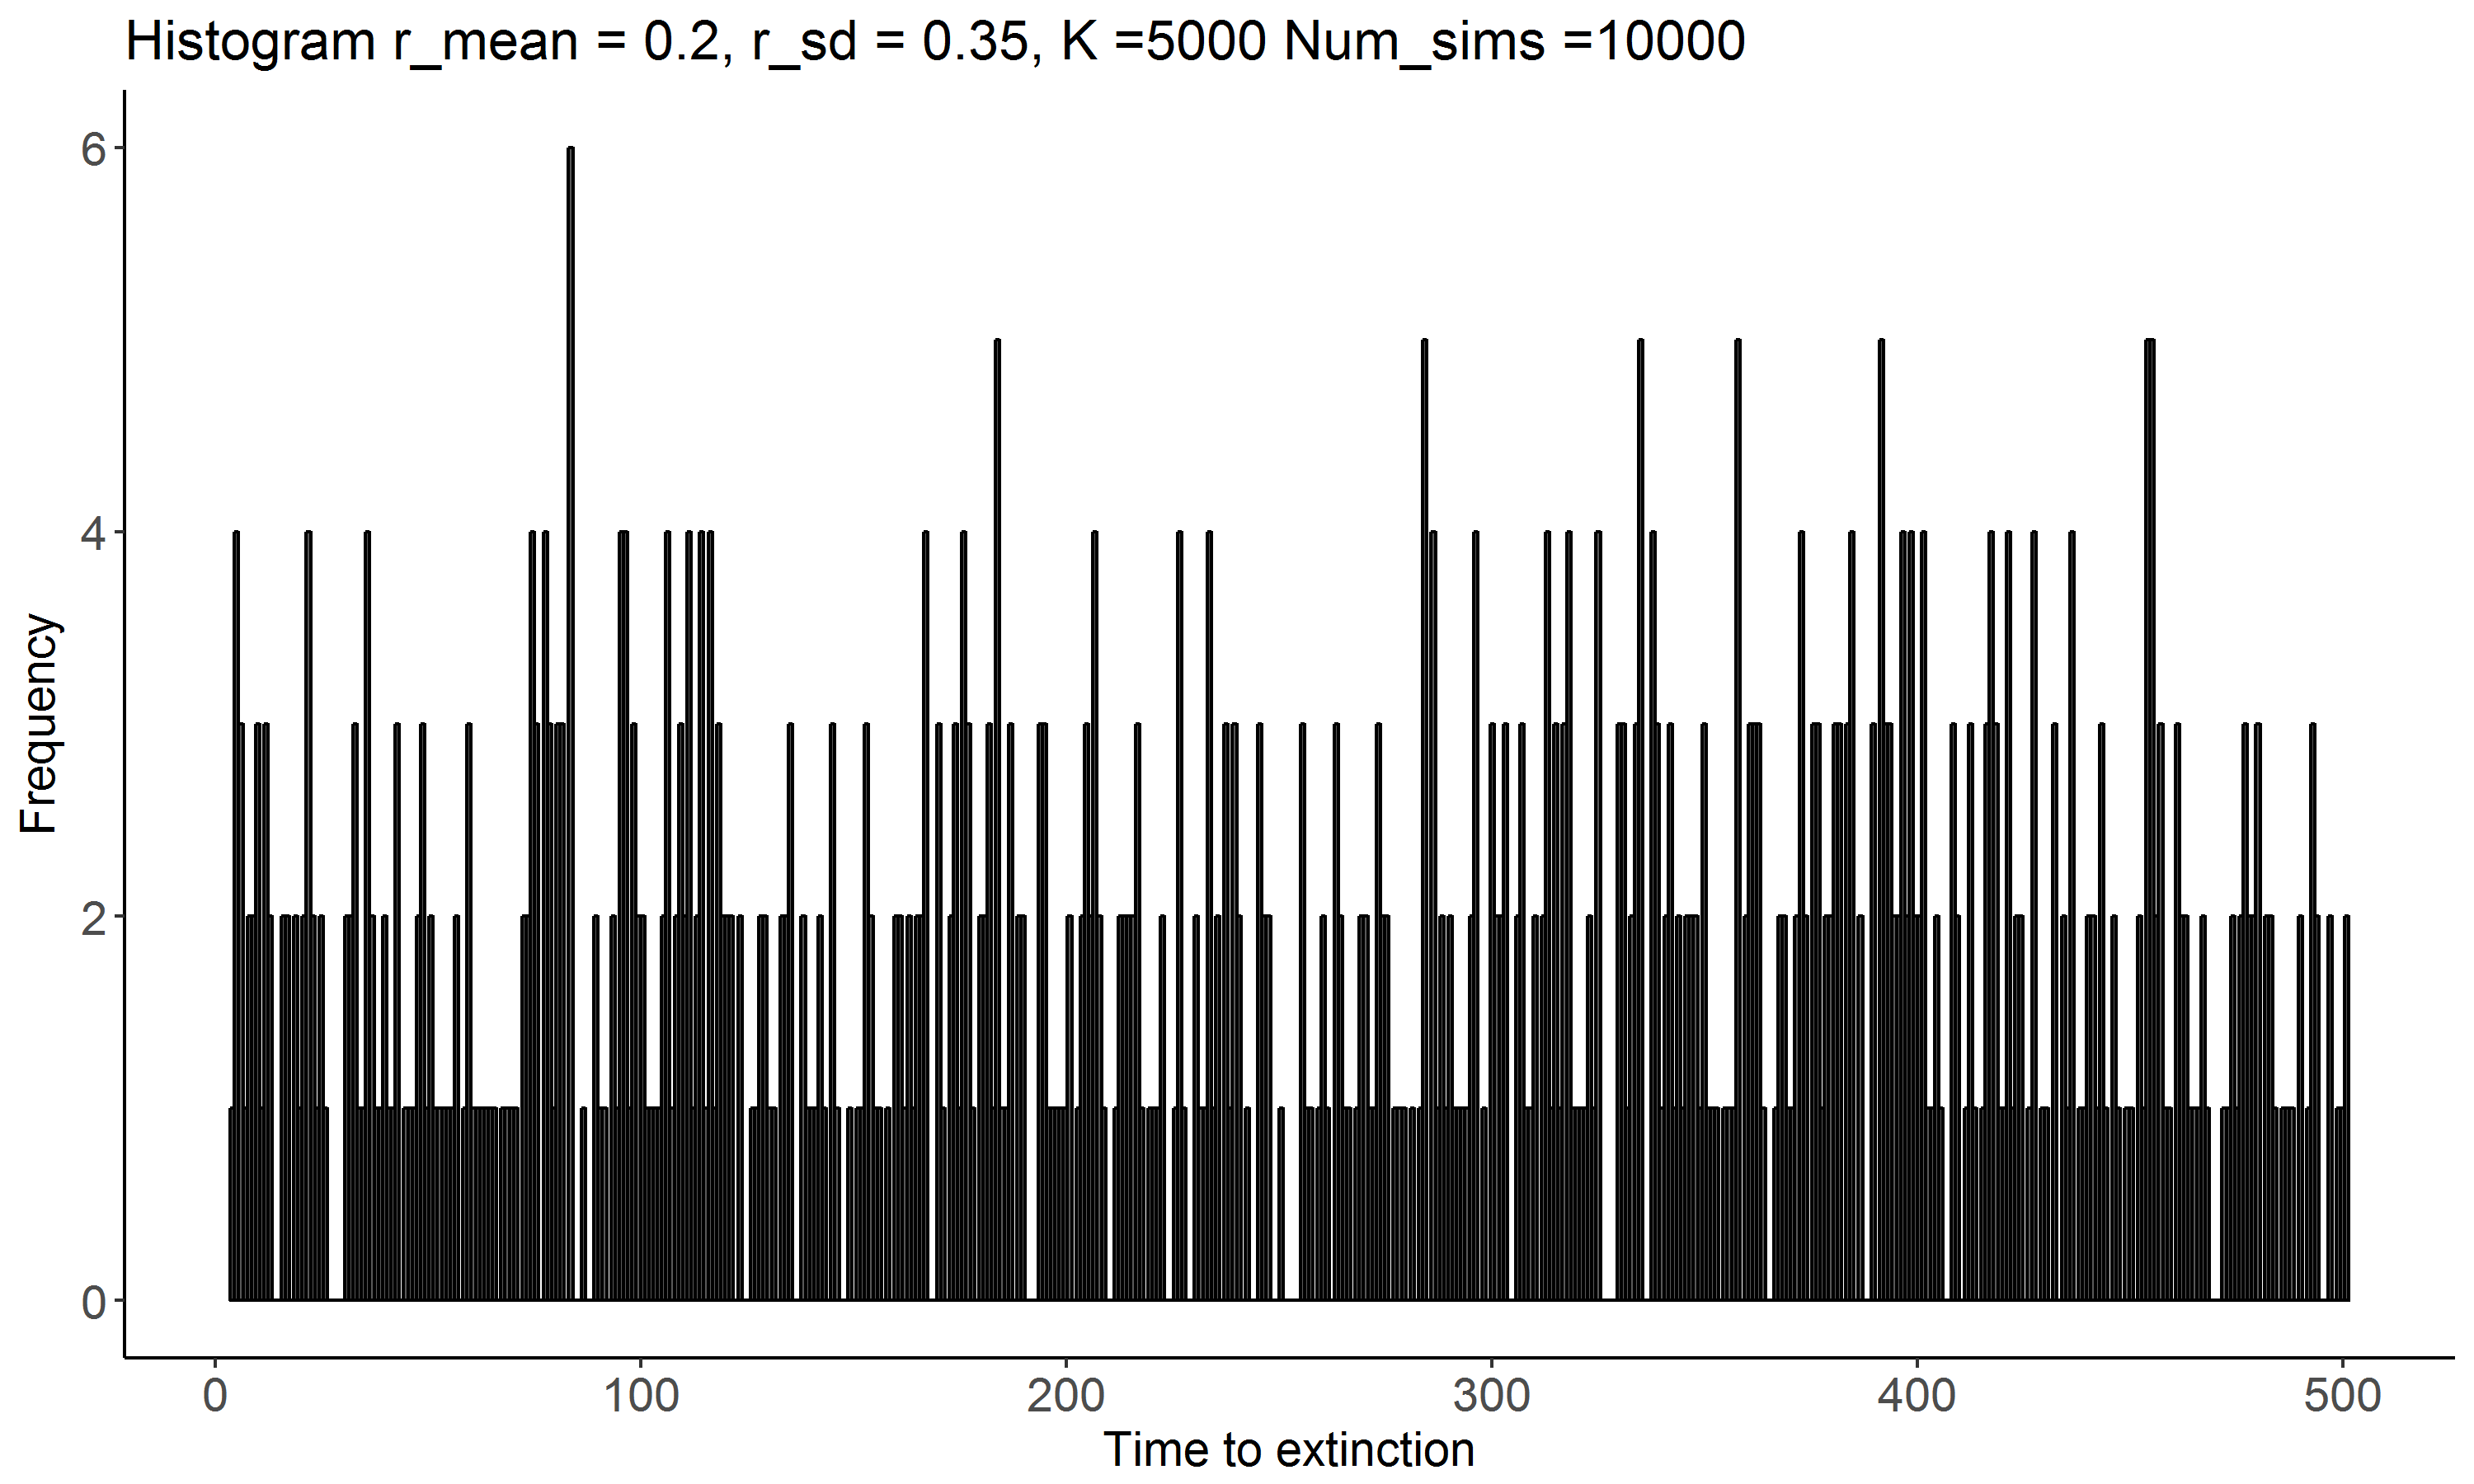 Histogram r_mean = 0.2, r_sd = 0.35, K =5000 Num_sims =10000
6
4
2
0
Frequency
0 100 200 300 400 500
Time to extinction